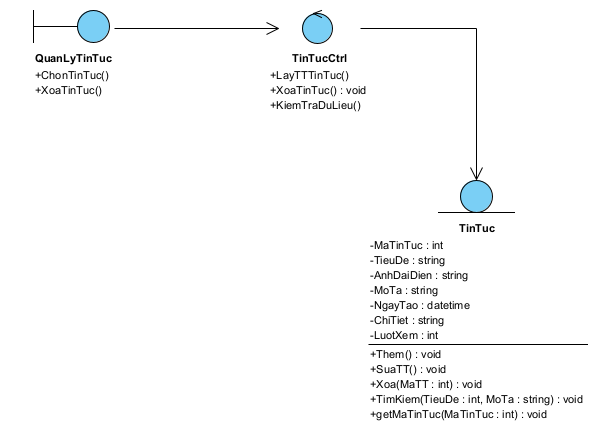 QuanLyTinTuc
+ChonTinTuc()
+XoaTinTuc()
TinTucCtrl
+LayTTTinTuc()
+XoaTinTuc() : void
+KiemTraDuLieu()
TinTuc
-MaTinTuc : int
-TieuDe : string
-AnhDaiDien : string
-MoTa : string
-NgayTao : datetime
-ChiTiet : string
-LuotXem : int
+Them() : void
+SuaTT() : void
+Xoa(MaTT : int) : void
+TimKiem(TieuDe : int, MoTa : string) : void
+getMaTinTuc(MaTinTuc : int) : void